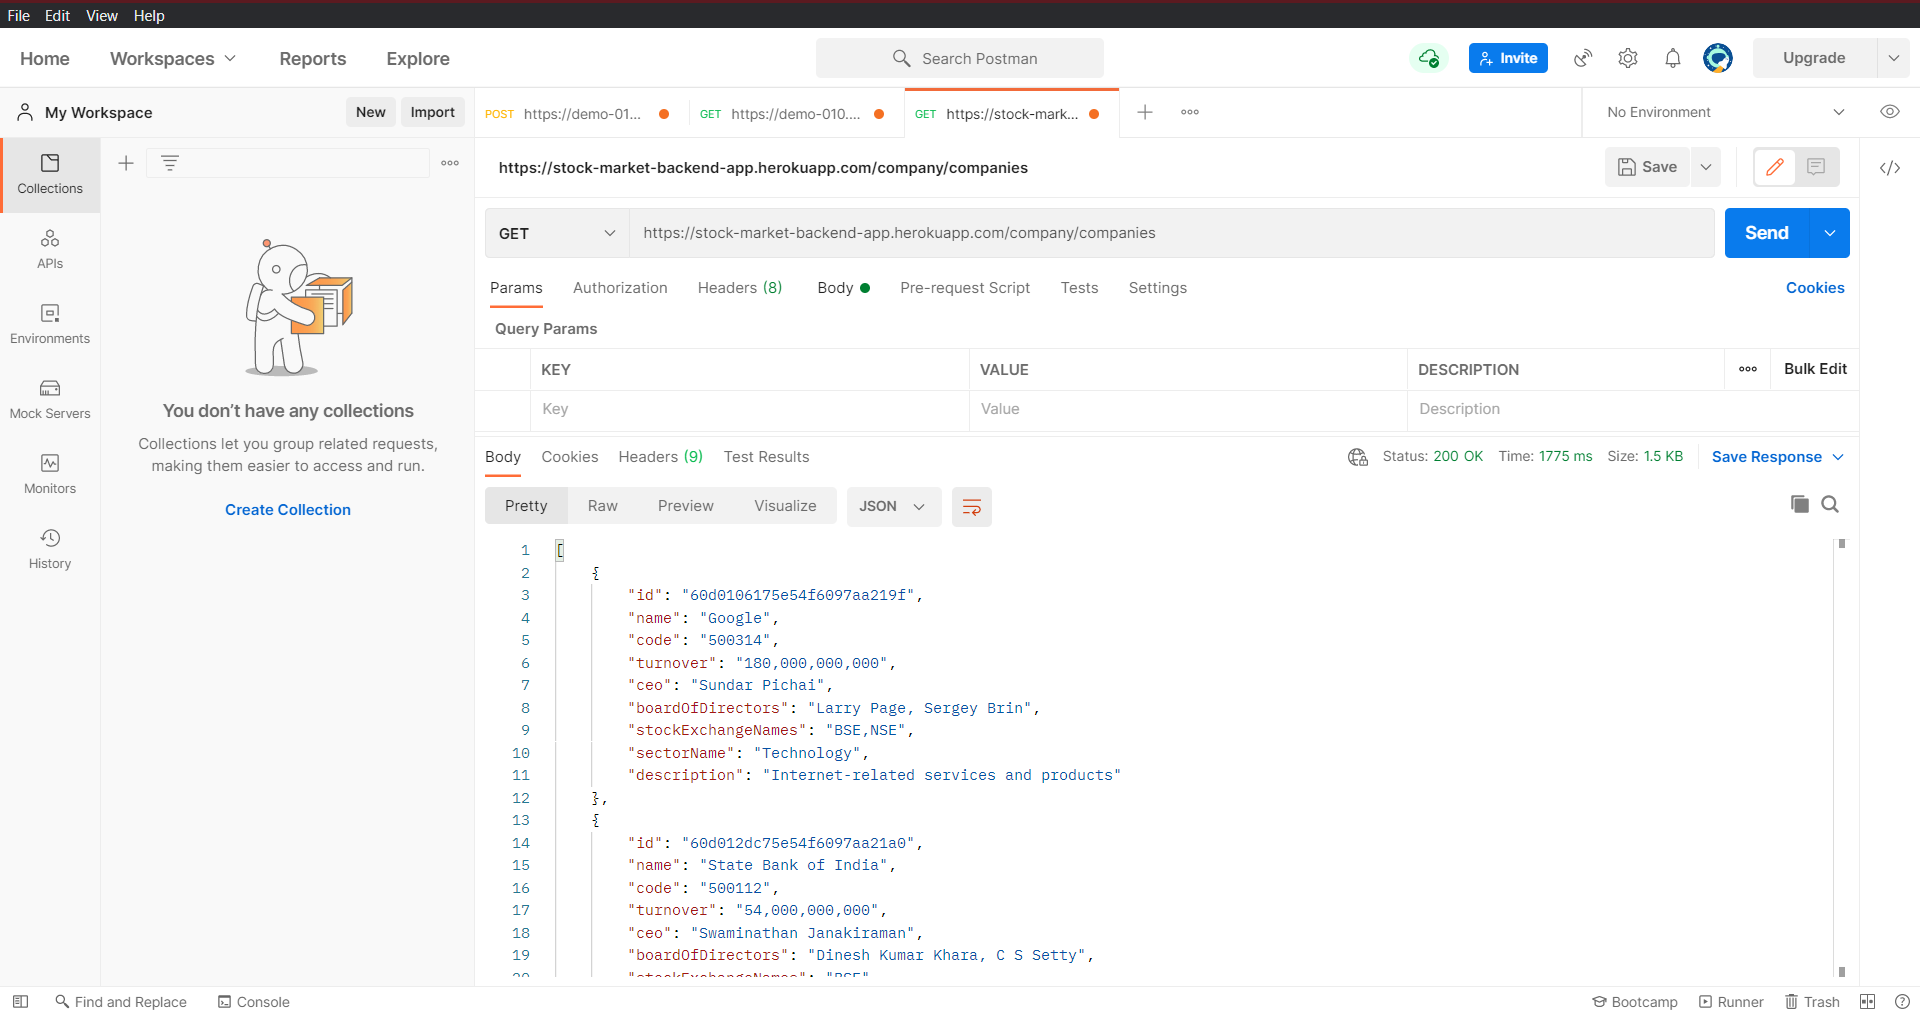 File Edit View Help
Home Workspaces Reports Explore Search Postman Invite Upgrade
My Workspace New Import POST https://demo-01... GET https://demo-010.... GET https://stock-mark... No Environment
Collections
APIs
Environments
Mock Servers
Monitors
History
You don't have any collections
Collections let you group related requests,
making them easier to access and run.
Create Collection
https://stock-market-backend-app.herokuapp.com/company/companies Save
GET https://stock-market-backend-app.herokuapp.com/company/companies Send
Params Authorization Headers (8) Body Pre-request Script Tests Settings Cookies
Query Params
KEY VALUE DESCRIPTION Bulk Edit
Key Value Description
Body Cookies Headers (9) Test Results Status: 200 OK Time: 1775 ms Size: 1.5 KB Save Response
Pretty Raw Preview Visualize JSON
1 [
2 {
3 "id": "60d0106175e54f6097aa219f",
4 "name": "Google",
5 "code": "500314",
6 "turnover": "180,000,000,000",
7 "ceo": "Sundar Pichai",
8 "boardOfDirectors": "Larry Page, Sergey Brin",
9 "stockExchangeNames": "BSE,NSE",
10 "sectorName": "Technology",
11 "description": "Internet-related services and products"
12 },
13 {
14 "id": "60d012dc75e54f6097aa21a0",
15 "name": "State Bank of India",
16 "code": "500112",
17 "turnover": "54,000,000,000",
18 "ceo": "Swaminathan Janakiraman",
19 "boardOfDirectors": "Dinesh Kumar Khara, C S Setty",
20 "stockExchangeNames": "BSE"
Find and Replace Console Bootcamp Runner Trash